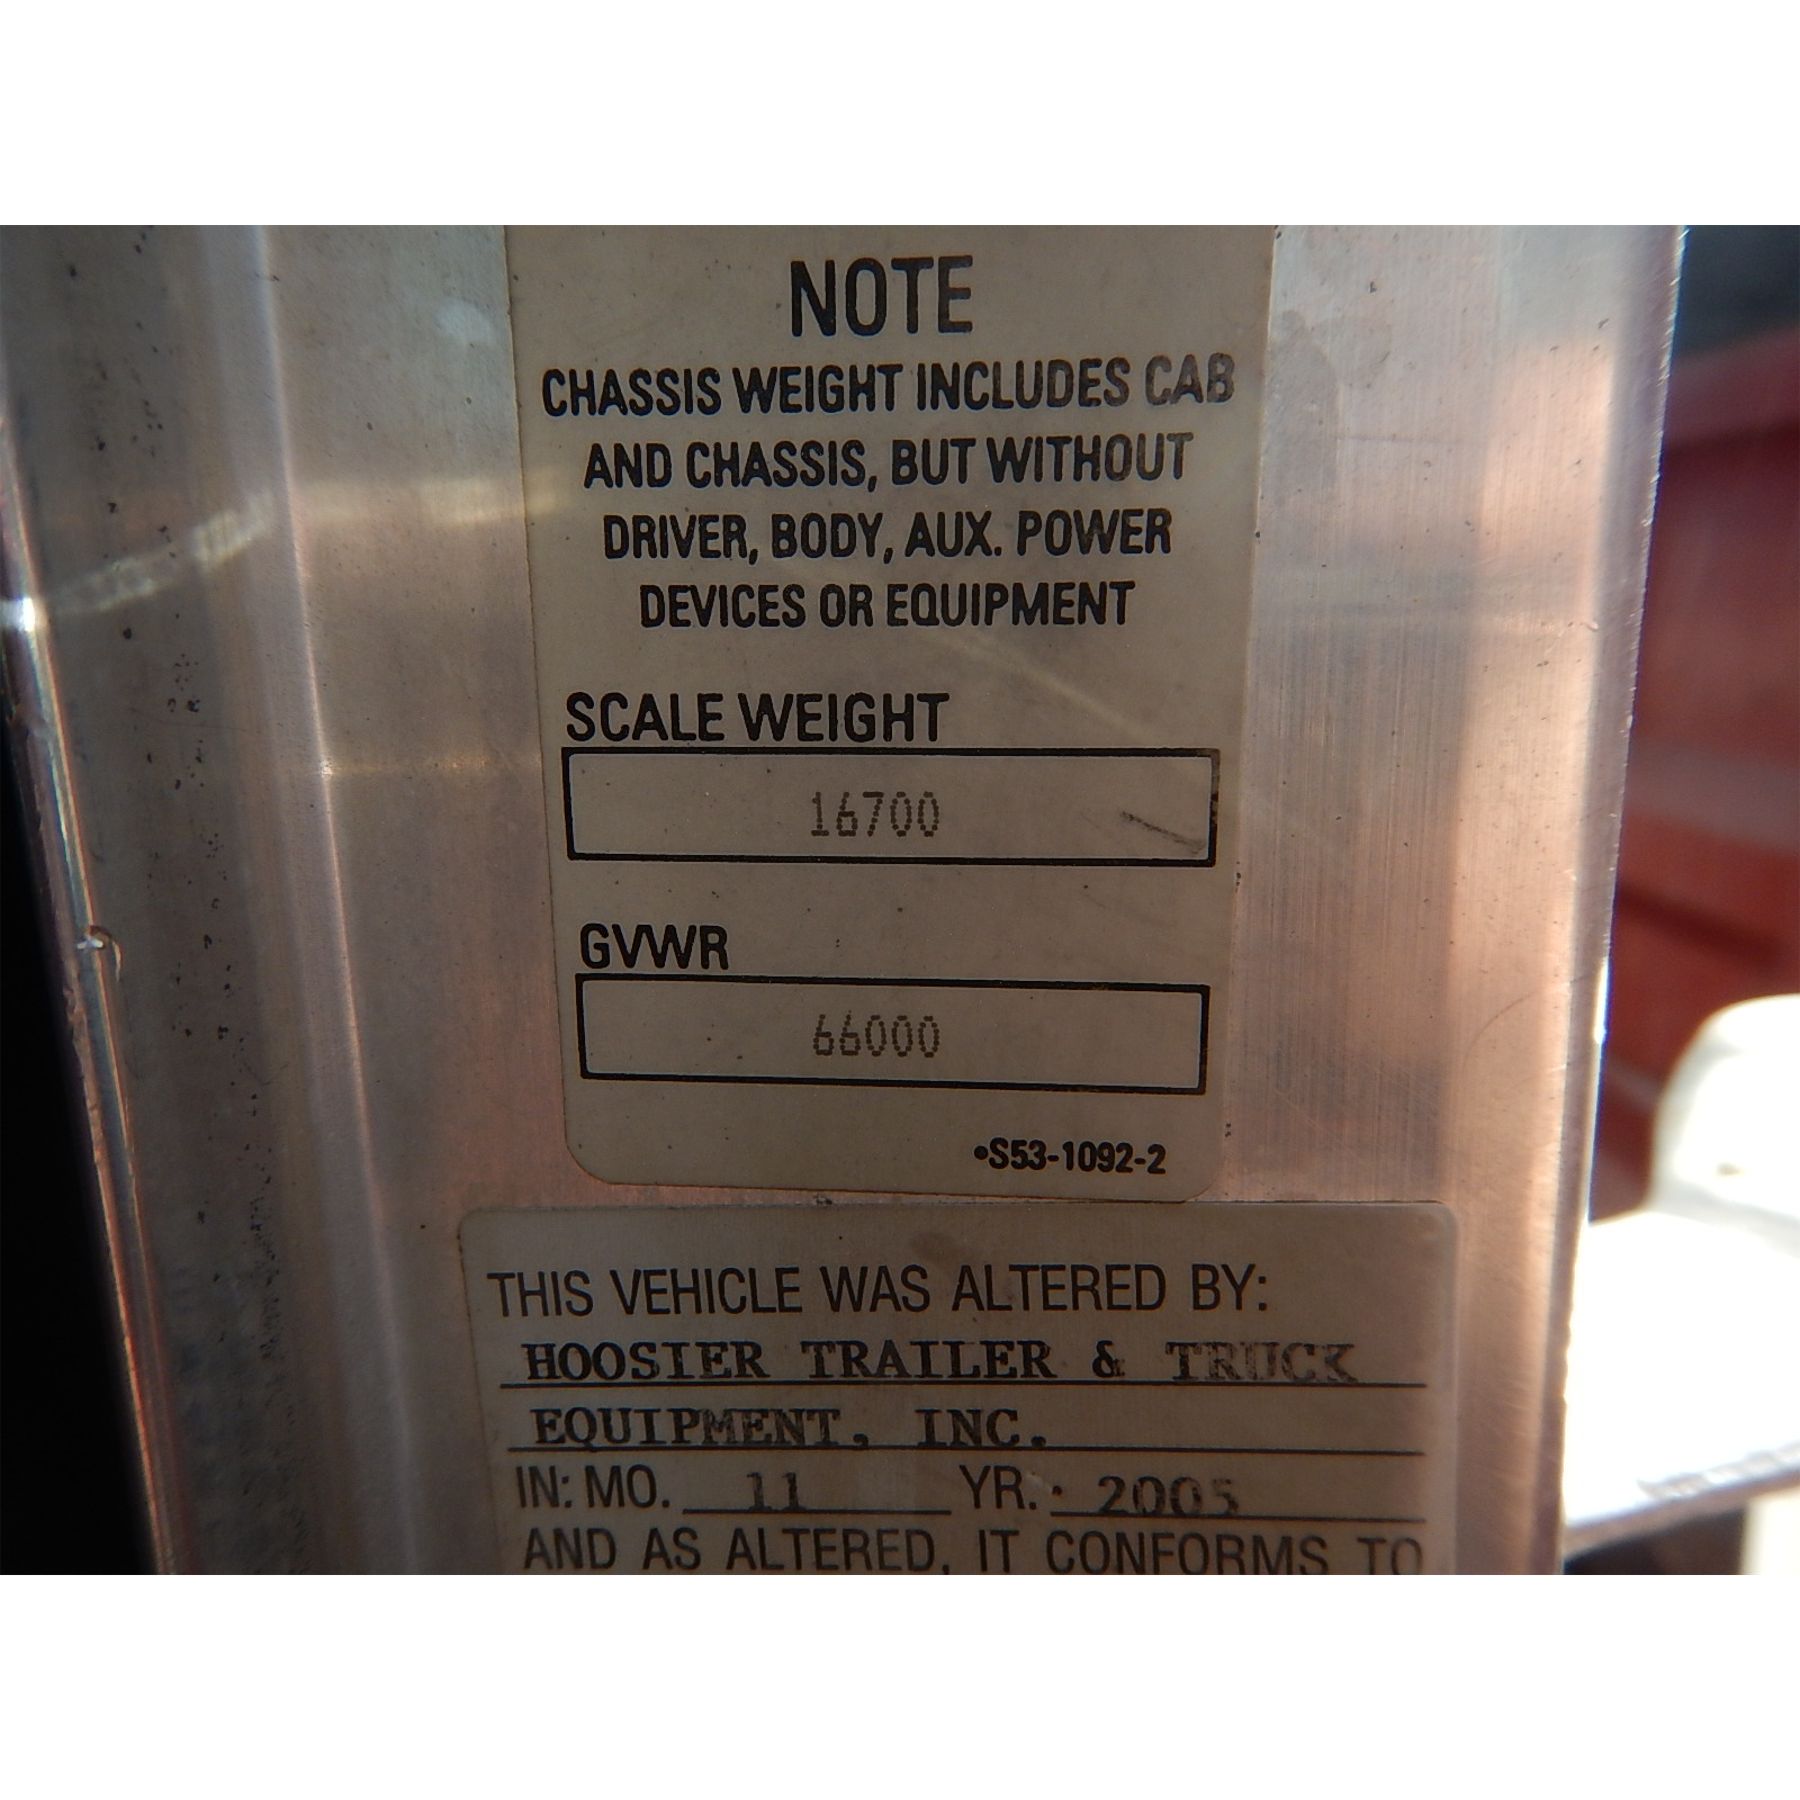 NOTE
CHASSIS WEIGHT INCLUDES CAB
AND CHASSIS, BUT WITHOUT
DRIVER, BODY, AUX. POWER
DEVICES OR EQUIPMENT
SCALE WEIGHT
16700
GVWR
66000
•S53-1092-2
THIS VEHICLE WAS ALTERED BY:
HOOSIER TRAILER & TRUCK
EQUIPMENT, INC.
IN: MO. 11 YR. 2005
AND AS ALTERED, IT CONFORMS TO